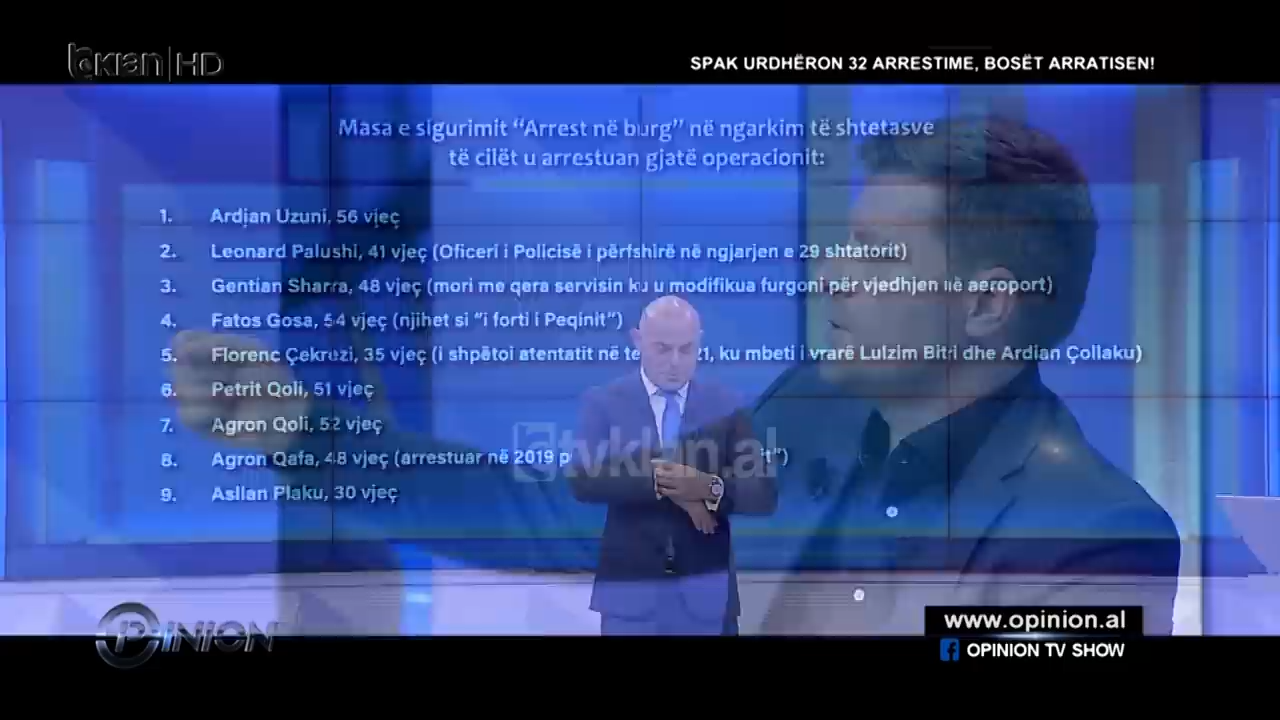 tvklan|HD
SPAK URDHËRON 32 ARRESTIME, BOSËT ARRATISEN!
Masa e sigurimit “Arrest në burg” në ngarkim të shtetasve
të cilët u arrestuan gjatë operacionit:
1. Ardjan Uzuni, 56 vjeç
2. Leonard Palushi, 41 vjeç (Oficeri i Policisë i përfshirë në ngjarjen e 29 shtatorit)
3. Gentian Sharra, 48 vjeç (mori me qera servisin ku u modifikua furgoni për vjedhjen në aeroport)
4. Fatos Gosa, 54 vjeç (njihet si “i forti i Peqinit”)
5. Florenc Çekrezi, 35 vjeç (i shpëtoi atentatit në 21, ku mbeti i vrarë Lulzim Bitri dhe Ardian Çollaku)
6. Petrit Qoli, 51 vjeç
7. Agron Qoli, 52 vjeç
8. Agron Qafa, 48 vjeç (arrestuar në 2019
9. Asllan Plaku, 30 vjeç
tvklan.al
OPINION
www.opinion.al
OPINION TV SHOW